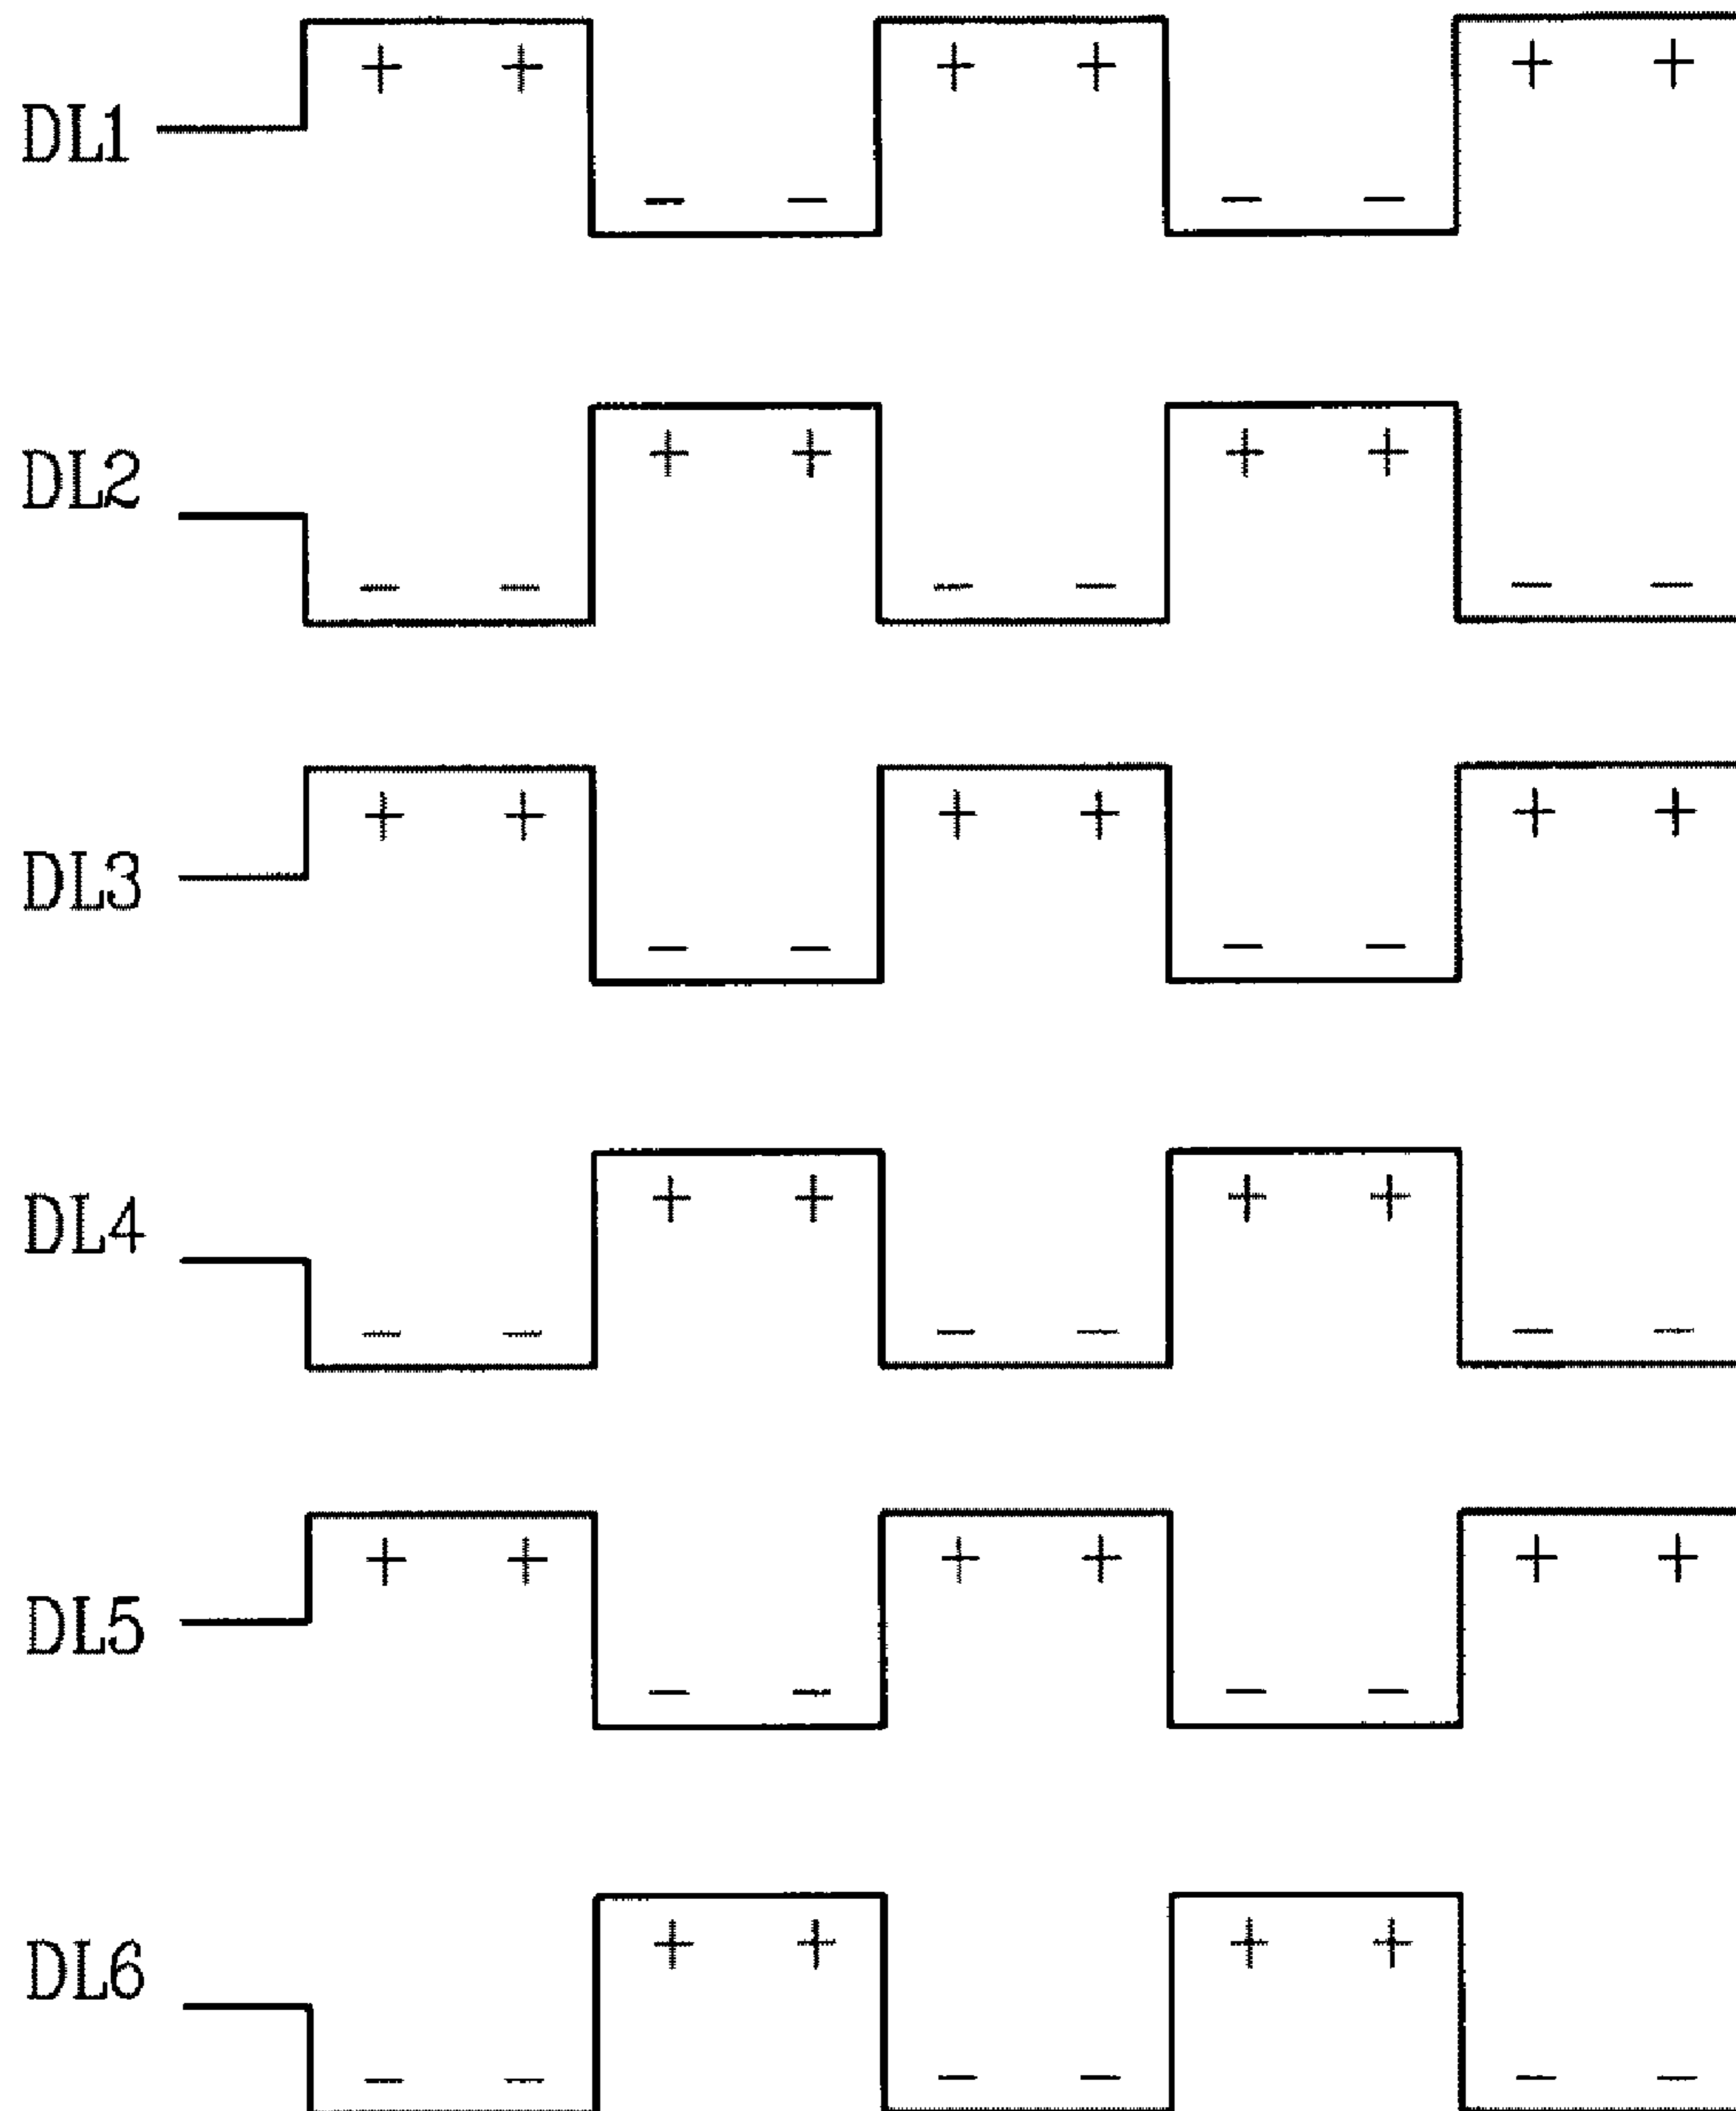 + + + + + +
DL1
- - - -
+ + + +
DL2
- - - - - -
+ + + + + +
DL3
- - - -
+ + + +
DL4
- - - - - -
+ + + + + +
DL5
- - - -
+ + + +
DL6
- - - - - -